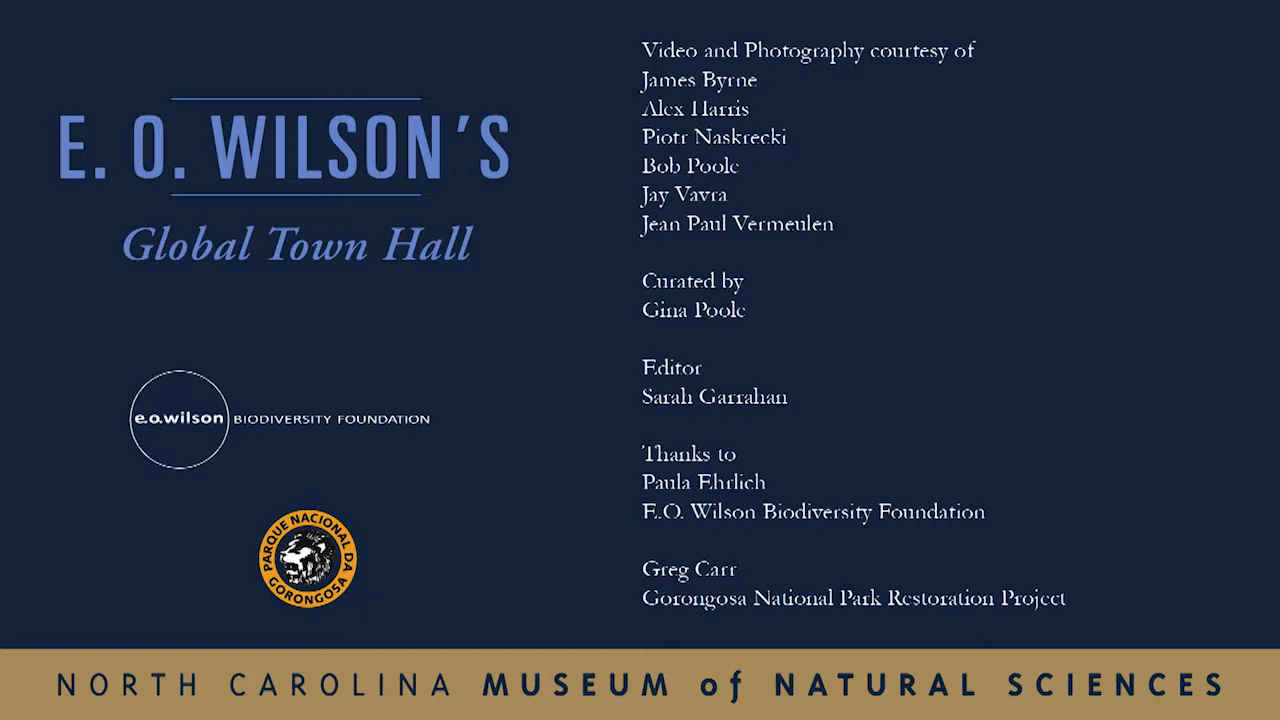 E. O. WILSON'S
Global Town Hall
e.o.wilson BIODIVERSITY FOUNDATION
PARQUE NACIONAL DA
GORONGOSA
Video and Photography courtesy of
James Byrne
Alex Harris
Piotr Naskrecki
Bob Poole
Jay Vavra
Jean Paul Vermeulen
Curated by
Gina Poole
Editor
Sarah Garrahan
Thanks to
Paula Ehrlich
E.O. Wilson Biodiversity Foundation
Greg Carr
Gorongosa National Park Restoration Project
NORTH CAROLINA MUSEUM of NATURAL SCIENCES